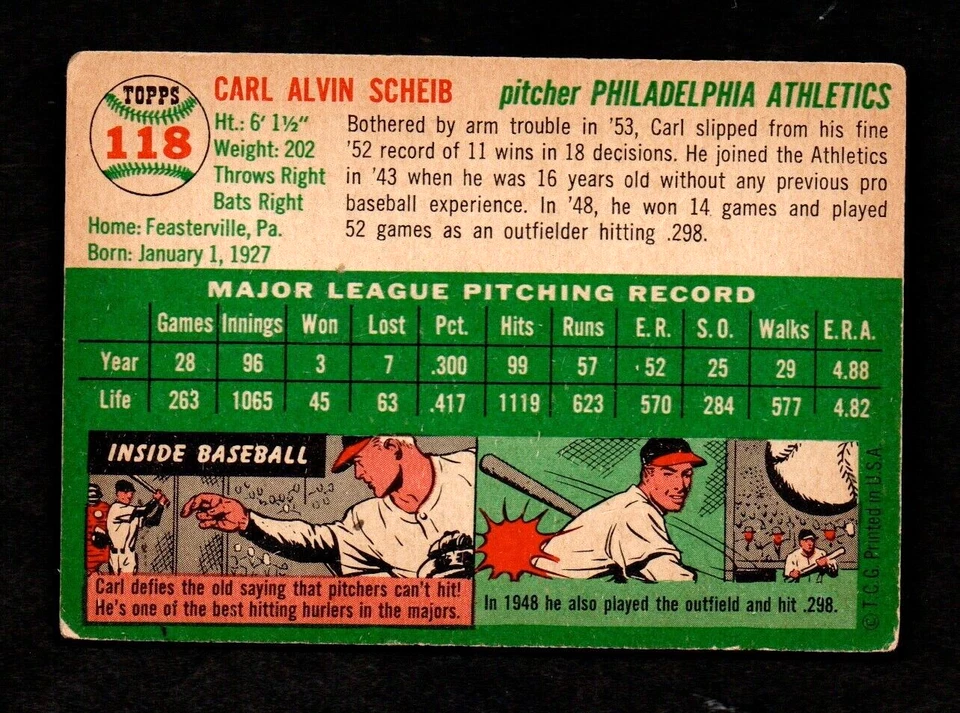 TOPPS
118
CARL ALVIN SCHEIB
pitcher PHILADELPHIA ATHLETICS
Ht.: 6' 1½"
Weight: 202
Throws Right
Bats Right
Home: Feasterville, Pa.
Born: January 1, 1927
Bothered by arm trouble in '53, Carl slipped from his fine
'52 record of 11 wins in 18 decisions. He joined the Athletics
in '43 when he was 16 years old without any previous pro
baseball experience. In '48, he won 14 games and played
52 games as an outfielder hitting .298.
MAJOR LEAGUE PITCHING RECORD
Games Innings Won Lost Pct. Hits Runs E.R. S.O. Walks E.R.A.
Year 28 96 3 7 .300 99 57 52 25 29 4.88
Life 263 1065 45 63 .417 1119 623 570 284 577 4.82
INSIDE BASEBALL
Carl defies the old saying that pitchers can't hit!
He's one of the best hitting hurlers in the majors.
In 1948 he also played the outfield and hit .298.
© T.C.G. Printed in U.S.A.